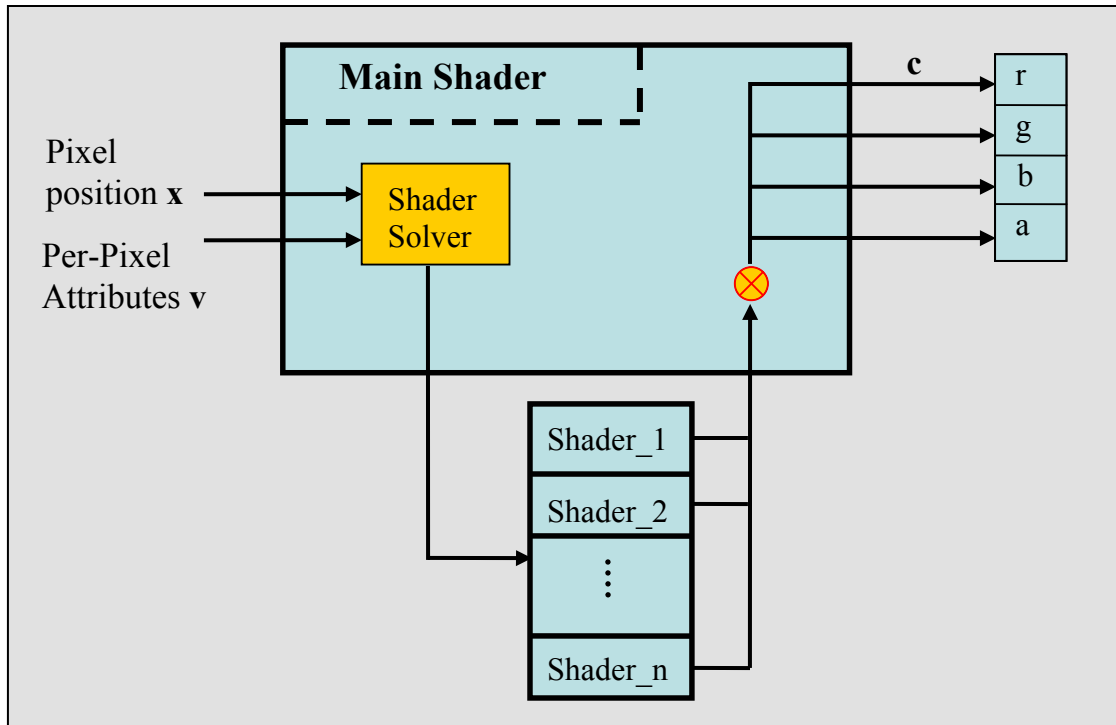 Main Shader
c
r
g
b
a
Pixel
position x
Per-Pixel
Attributes v
Shader
Solver
Shader_1
Shader_2
Shader_n